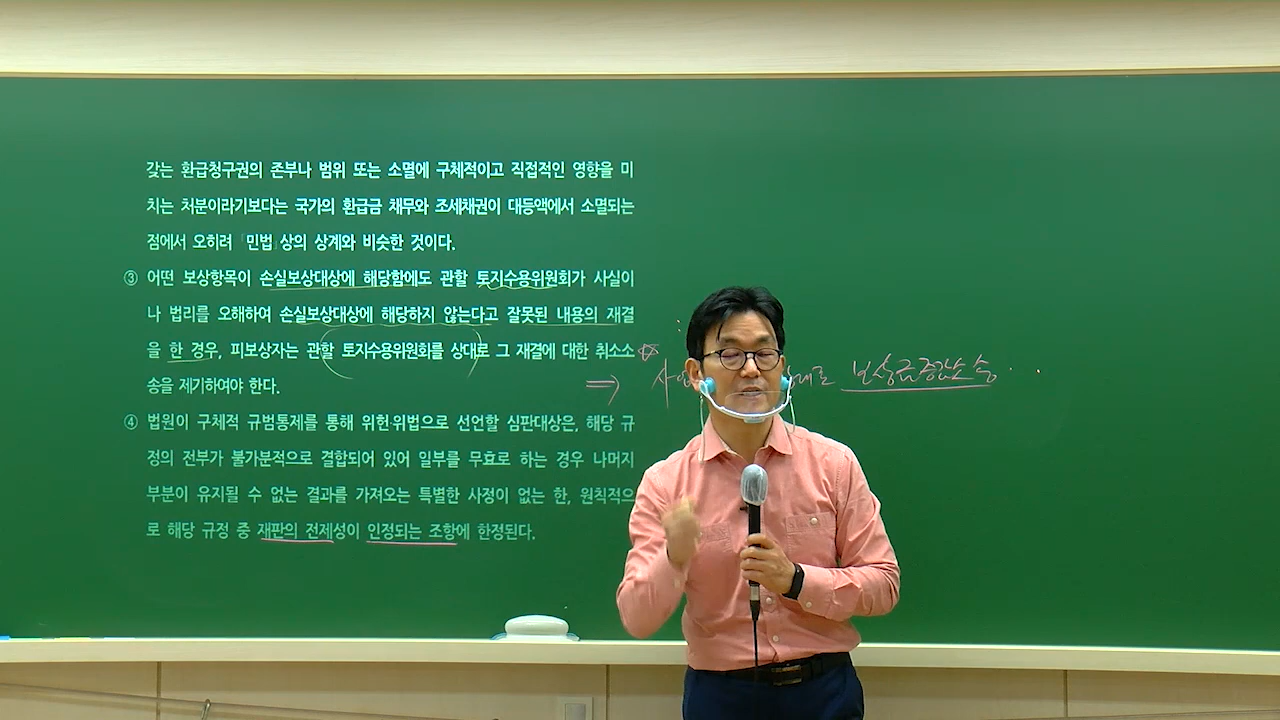 갖는 환급청구권의 존부나 범위 또는 소멸에 구체적이고 직접적인 영향을 미
치는 처분이라기보다는 국가의 환급금 채무와 조세채권이 대등액에서 소멸되는
점에서 오히려 「민법」상의 상계와 비슷한 것이다.
③ 어떤 보상항목이 손실보상대상에 해당함에도 관할 토지수용위원회가 사실이
나 법리를 오해하여 손실보상대상에 해당하지 않는다고 잘못된 내용의 재결
을 한 경우, 피보상자는 관할 토지수용위원회를 상대로 그 재결에 대한 취소소
송을 제기하여야 한다.
⇒ 사업 상대로 보상금증감소송
④ 법원이 구체적 규범통제를 통해 위헌·위법으로 선언할 심판대상은, 해당 규
정의 전부가 불가분적으로 결합되어 있어 일부를 무효로 하는 경우 나머지
부분이 유지될 수 없는 결과를 가져오는 특별한 사정이 없는 한, 원칙적으
로 해당 규정 중 재판의 전제성이 인정되는 조항에 한정된다.